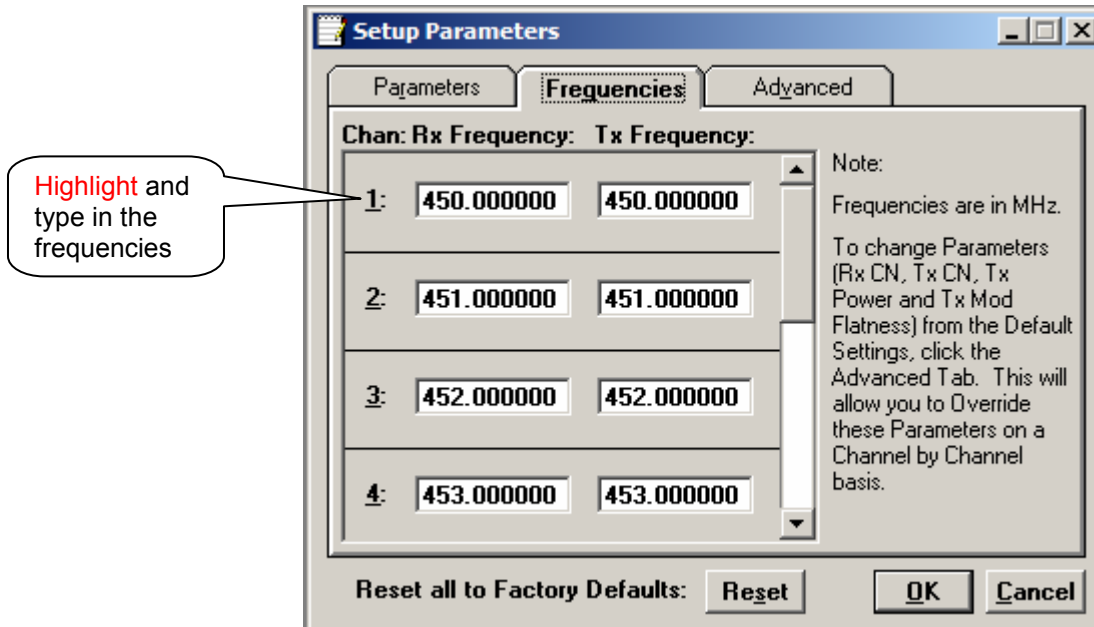 Setup Parameters
Parameters Frequencies Advanced
Chan: Rx Frequency: Tx Frequency:
Highlight and
type in the
frequencies
1: 450.000000 450.000000
2: 451.000000 451.000000
3: 452.000000 452.000000
4: 453.000000 453.000000
Note:
Frequencies are in MHz.
To change Parameters
(Rx CN, Tx CN, Tx
Power and Tx Mod
Flatness) from the Default
Settings, click the
Advanced Tab. This will
allow you to Override
these Parameters on a
Channel by Channel
basis.
Reset all to Factory Defaults: Reset OK Cancel